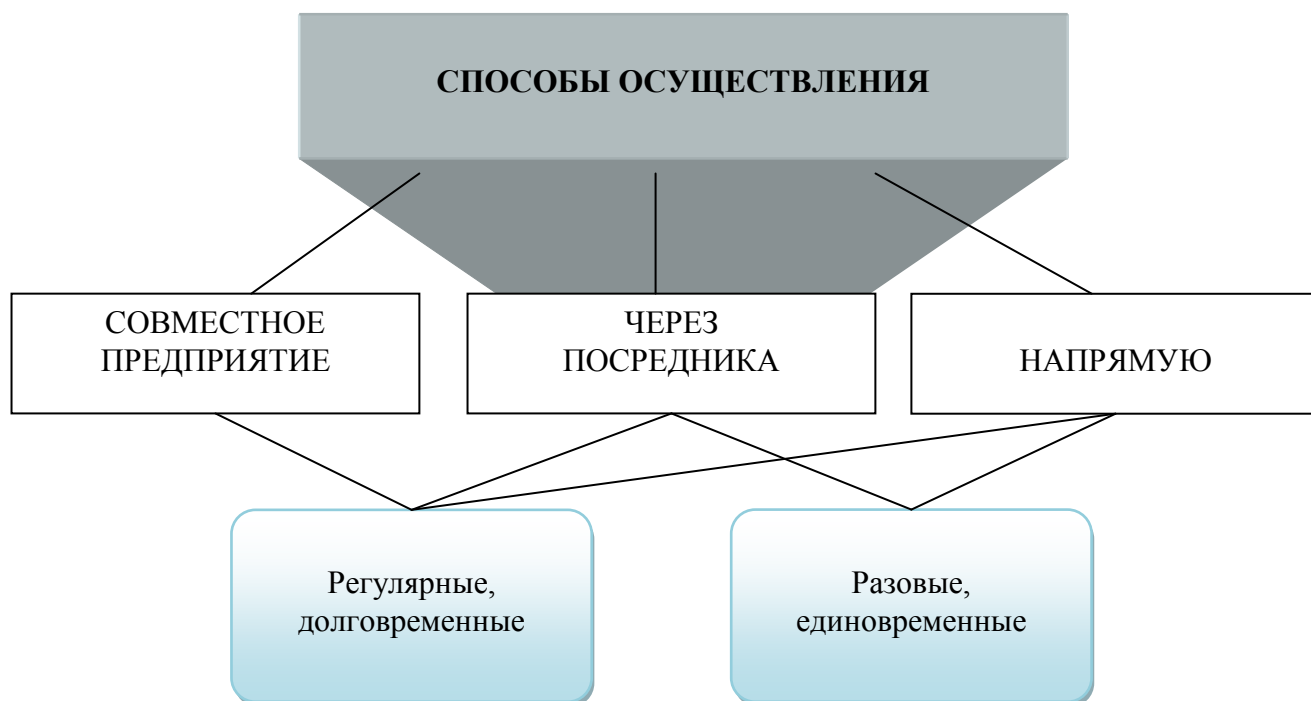 СПОСОБЫ ОСУЩЕСТВЛЕНИЯ
СОВМЕСТНОЕ
ПРЕДПРИЯТИЕ
ЧЕРЕЗ
ПОСРЕДНИКА
НАПРЯМУЮ
Регулярные,
долговременные
Разовые,
единовременные